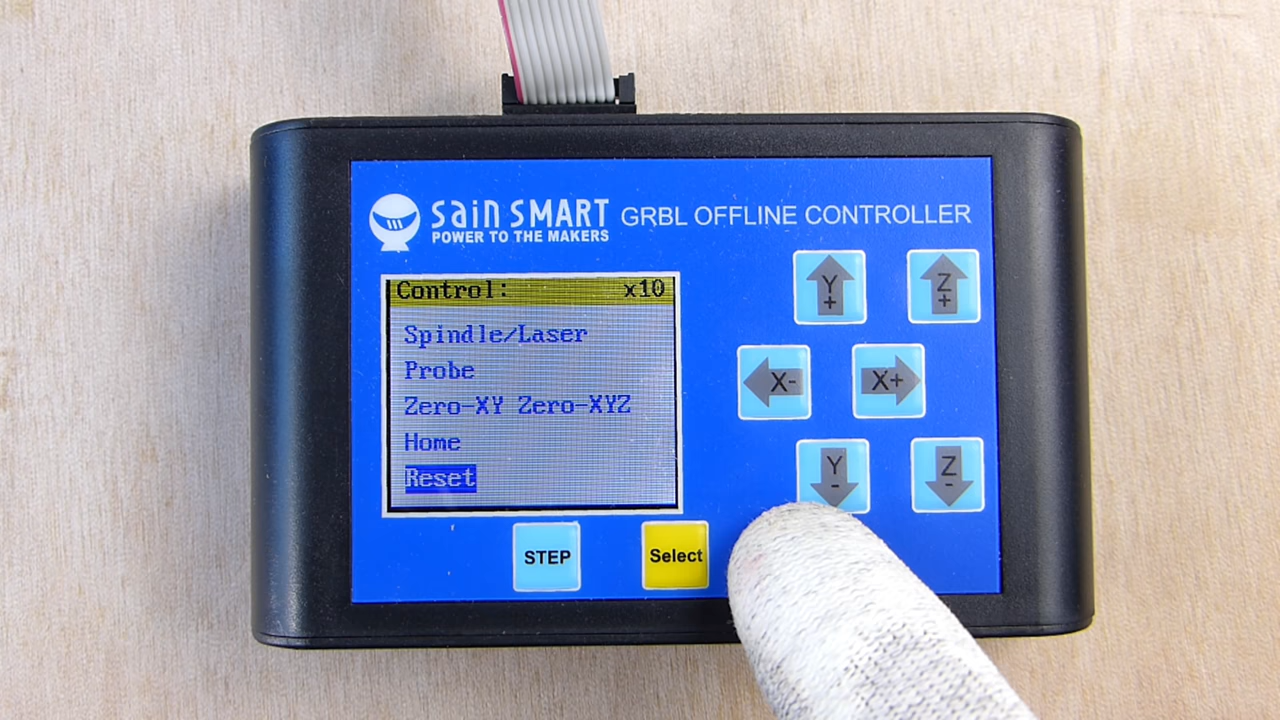 sain SMART
POWER TO THE MAKERS
GRBL OFFLINE CONTROLLER
Control: x10
Spindle/Laser
Probe
Zero-XY Zero-XYZ
Home
Reset
Y+
Z+
X-
X+
Y-
Z-
STEP
Select